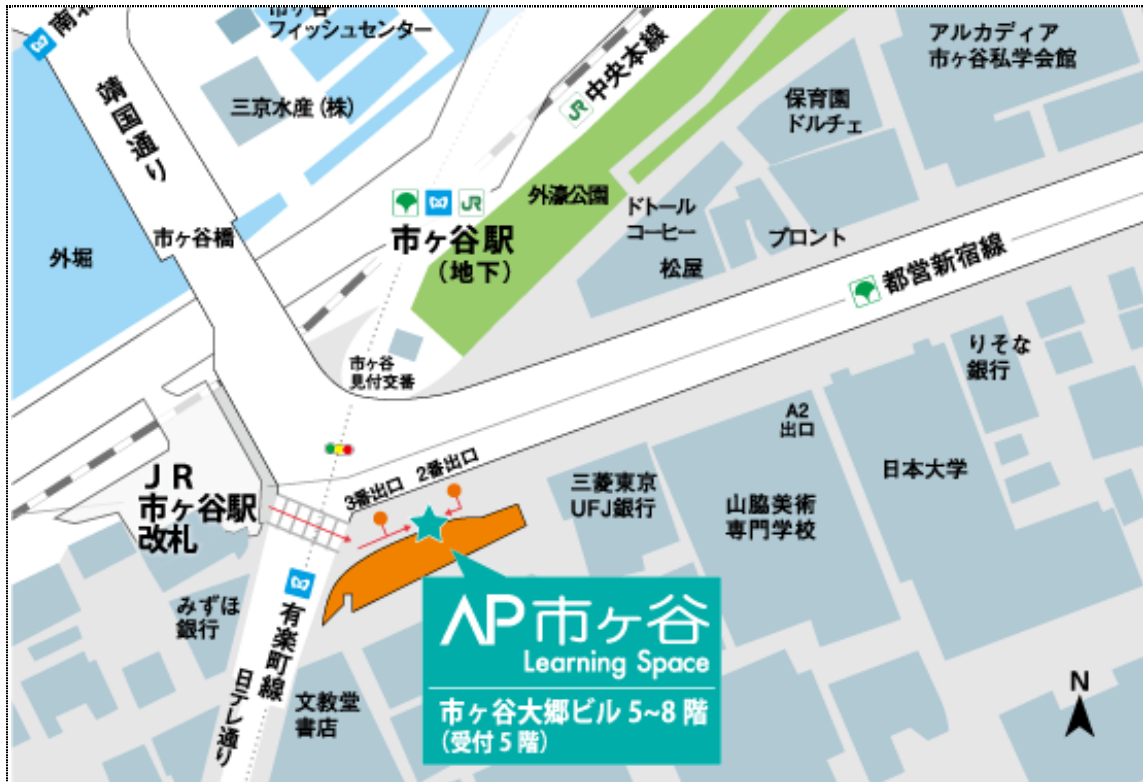 市ヶ谷
フィッシュセンター
アルカディア
市ヶ谷私学会館
靖国通り
三京水産(株)
JR 中央本線
保育園
ドルチェ
JR
市ヶ谷駅
(地下)
外濠公園
ドトール
コーヒー
松屋
プロント
外堀
市ヶ谷橋
都営新宿線
市ヶ谷
見付交番
りそな
銀行
A2
出口
日本大学
3番出口
2番出口
三菱東京
UFJ銀行
山脇美術
専門学校
JR
市ヶ谷駅
改札
みずほ
銀行
有楽町線
日テレ通り
文教堂
書店
AP市ヶ谷
Learning Space
市ヶ谷大郷ビル 5~8 階
(受付 5 階)
N